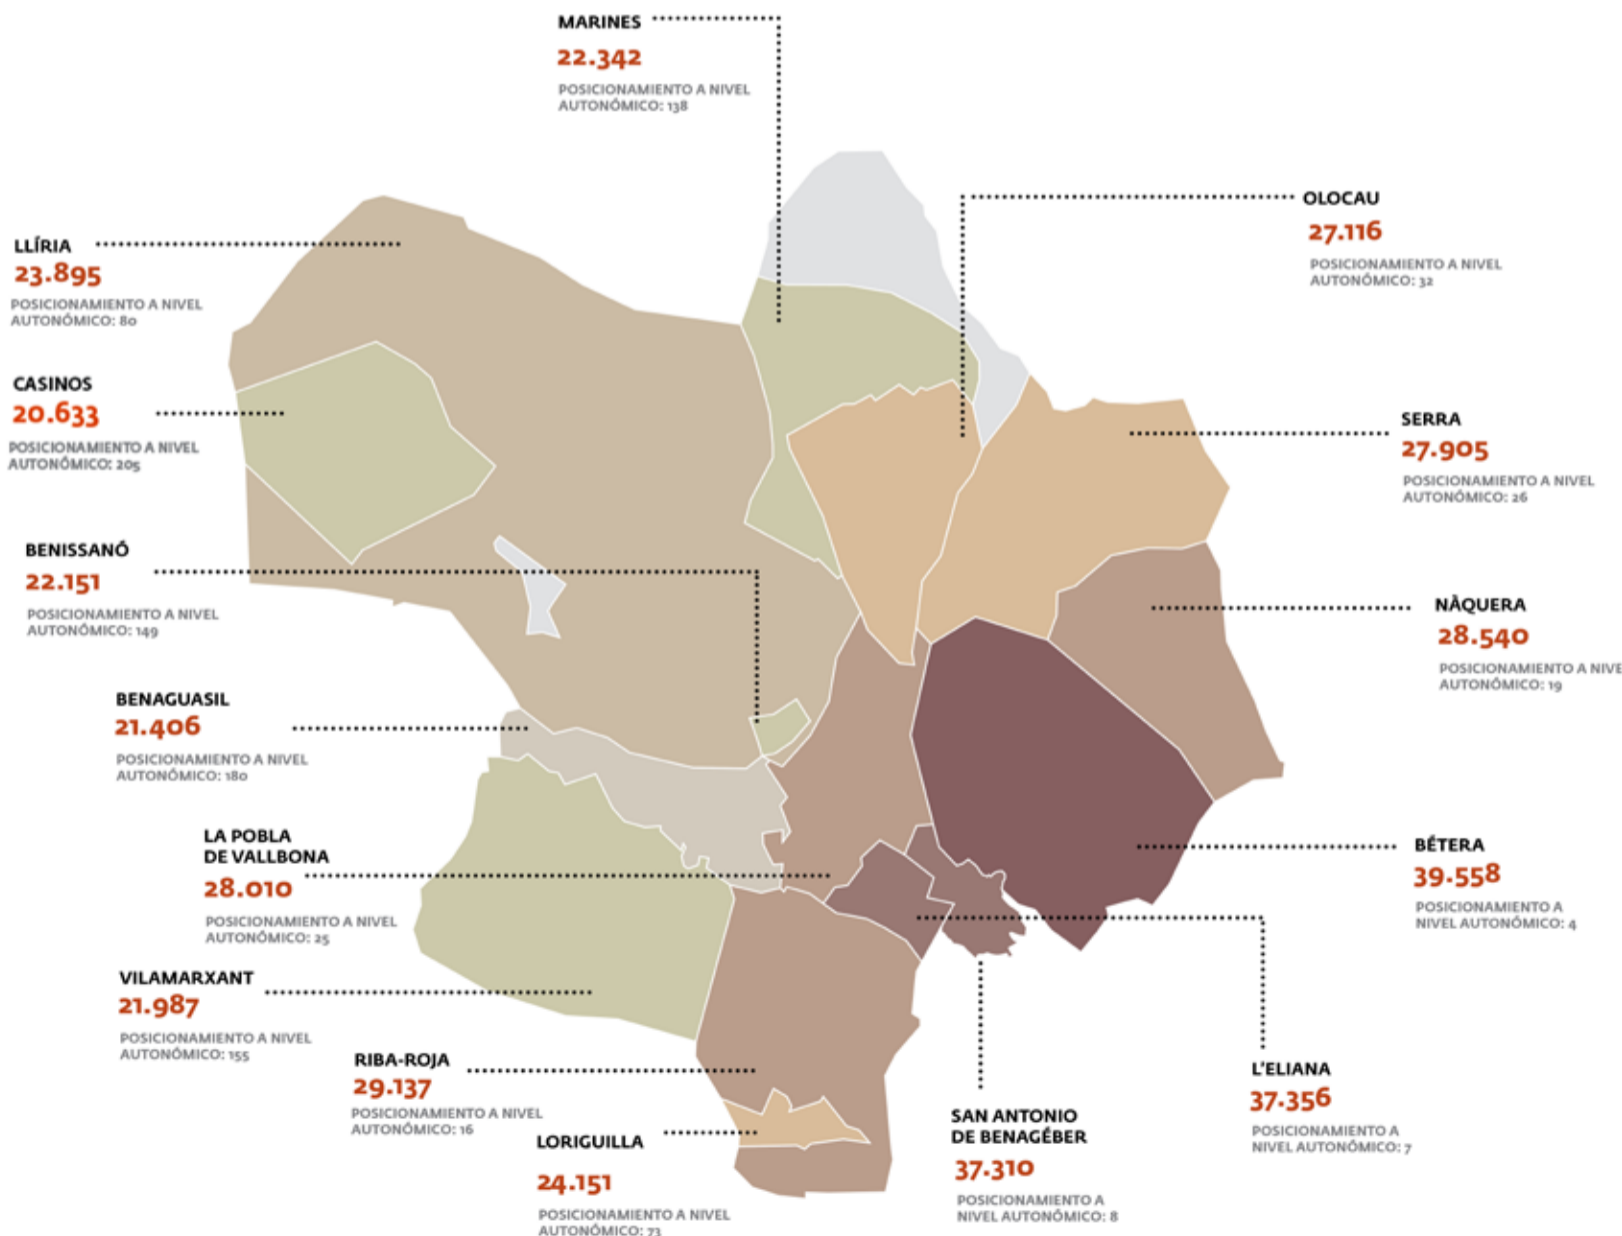 MARINES
22.342
POSICIONAMIENTO A NIVEL
AUTONÓMICO: 138
OLOCAU
27.116
POSICIONAMIENTO A NIVEL
AUTONÓMICO: 32
LLÍRIA
23.895
POSICIONAMIENTO A NIVEL
AUTONÓMICO: 80
CASINOS
20.633
POSICIONAMIENTO A NIVEL
AUTONÓMICO: 205
SERRA
27.905
POSICIONAMIENTO A NIVEL
AUTONÓMICO: 26
BENISSANÓ
22.151
POSICIONAMIENTO A NIVEL
AUTONÓMICO: 149
NÀQUERA
28.540
POSICIONAMIENTO A NIVE
AUTONÓMICO: 19
BENAGUASIL
21.406
POSICIONAMIENTO A NIVEL
AUTONÓMICO: 180
LA POBLA
DE VALLBONA
28.010
POSICIONAMIENTO A NIVEL
AUTONÓMICO: 25
BÉTERA
39.558
POSICIONAMIENTO A
NIVEL AUTONÓMICO: 4
VILAMARXANT
21.987
POSICIONAMIENTO A NIVEL
AUTONÓMICO: 155
RIBA-ROJA
29.137
POSICIONAMIENTO A NIVEL
AUTONÓMICO: 16
L'ELIANA
37.356
POSICIONAMIENTO A
NIVEL AUTONÓMICO: 7
SAN ANTONIO
DE BENAGÉBER
37.310
POSICIONAMIENTO A
NIVEL AUTONÓMICO: 8
LORIGUILLA
24.151
POSICIONAMIENTO A NIVEL
AUTONÓMICO: 73